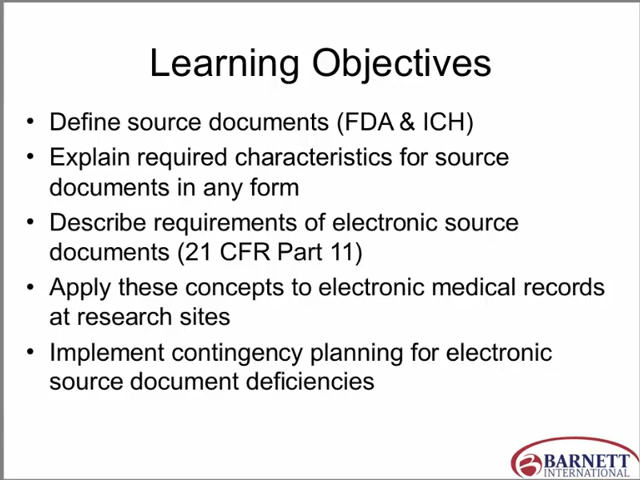 Learning Objectives
• Define source documents (FDA & ICH)
• Explain required characteristics for source
documents in any form
• Describe requirements of electronic source
documents (21 CFR Part 11)
• Apply these concepts to electronic medical records
at research sites
• Implement contingency planning for electronic
source document deficiencies
BARNETT
INTERNATIONAL